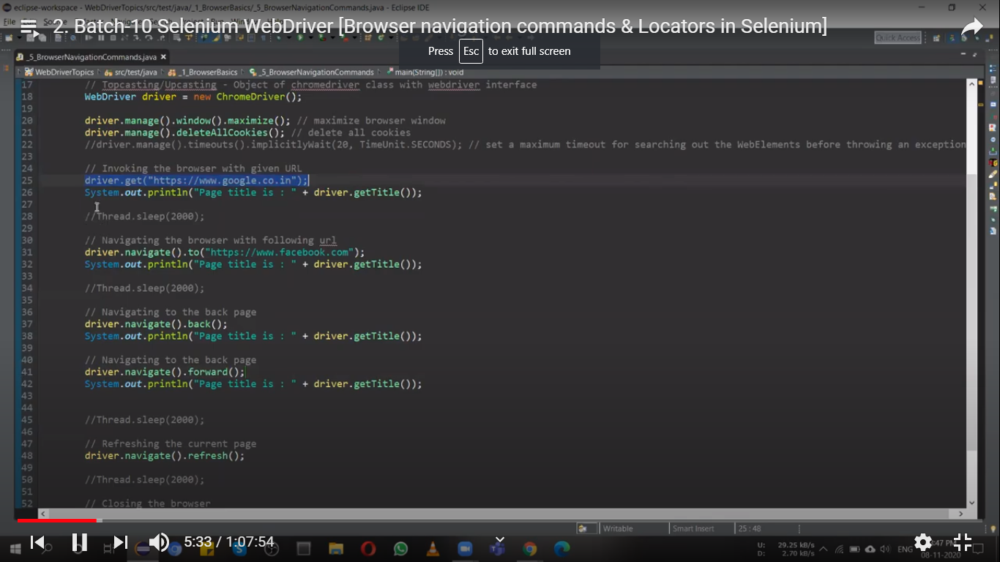 eclipse-workspace - WebDriverTopics/src/test/java/_1_BrowserBasics/_5_BrowserNavigationCommands.java - Eclipse IDE
2. Batch-10 Selenium WebDriver [Browser navigation commands & Locators in Selenium]
File
Quick Access
Press Esc to exit full screen
_5_BrowserNavigationCommands.java
WebDriverTopics src/test/java _1_BrowserBasics _5_BrowserNavigationCommands main(String[]) : void
17 // Topcasting/Upcasting - Object of chromedriver class with webdriver interface
18 WebDriver driver = new ChromeDriver();
19
20 driver.manage().window().maximize(); // maximize browser window
21 driver.manage().deleteAllCookies(); // delete all cookies
22 //driver.manage().timeouts().implicitlyWait(20, TimeUnit.SECONDS); // set a maximum timeout for searching out the WebElements before throwing an exception
23
24 // Invoking the browser with given URL
25 driver.get("https://www.google.co.in");
26 System.out.println("Page title is : " + driver.getTitle());
27
28 //Thread.sleep(2000);
29
30 // Navigating the browser with following url
31 driver.navigate().to("https://www.facebook.com");
32 System.out.println("Page title is : " + driver.getTitle());
33
34 //Thread.sleep(2000);
35
36 // Navigating to the back page
37 driver.navigate().back();
38 System.out.println("Page title is : " + driver.getTitle());
39
40 // Navigating to the back page
41 driver.navigate().forward();
42 System.out.println("Page title is : " + driver.getTitle());
43
44
45 //Thread.sleep(2000);
46
47 // Refreshing the current page
48 driver.navigate().refresh();
49
50 //Thread.sleep(2000);
51
52 // Closing the browser
Writable Smart Insert 25 : 48
5:33 / 1:07:54
U: 29.25 kB/s
D: 2.70 kB/s
ENG
:47 PM
08-11-2020